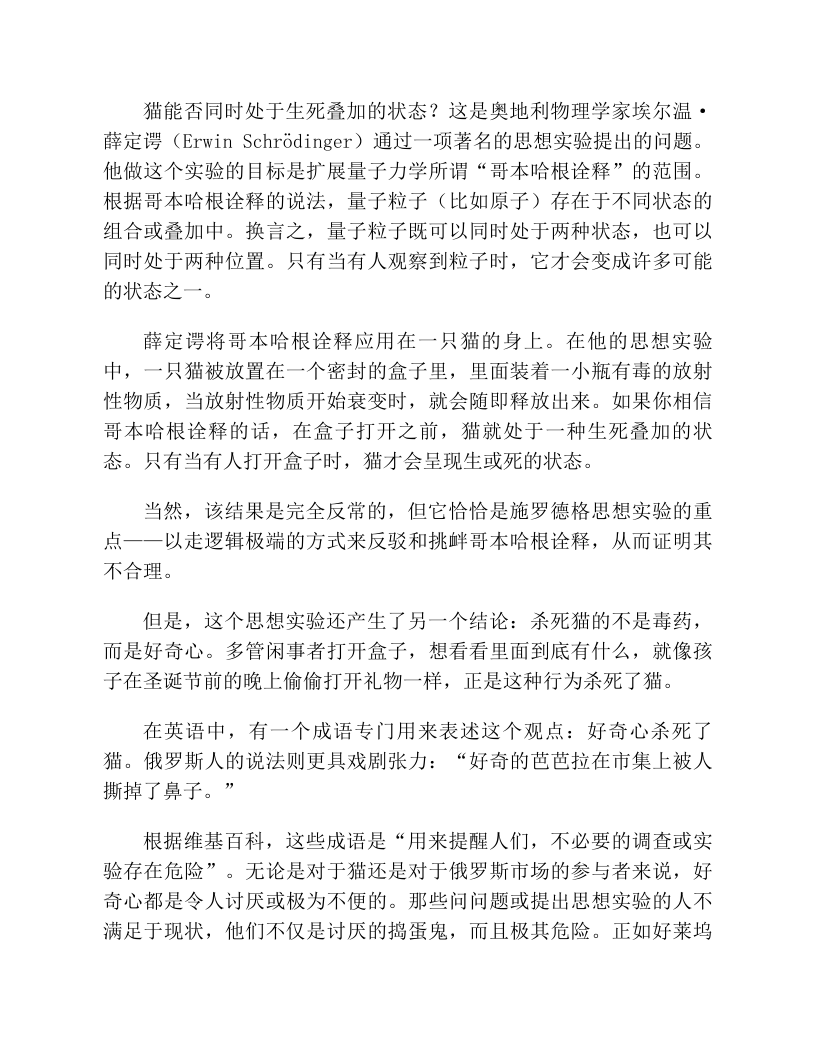 猫能否同时处于生死叠加的状态？这是奥地利物理学家埃尔温·
薛定谔（Erwin Schrödinger）通过一项著名的思想实验提出的问题。
他做这个实验的目标是扩展量子力学所谓“哥本哈根诠释”的范围。
根据哥本哈根诠释的说法，量子粒子（比如原子）存在于不同状态的
组合或叠加中。换言之，量子粒子既可以同时处于两种状态，也可以
同时处于两种位置。只有当有人观察到粒子时，它才会变成许多可能
的状态之一。
薛定谔将哥本哈根诠释应用在一只猫的身上。在他的思想实验
中，一只猫被放置在一个密封的盒子里，里面装着一小瓶有毒的放射
性物质，当放射性物质开始衰变时，就会随即释放出来。如果你相信
哥本哈根诠释的话，在盒子打开之前，猫就处于一种生死叠加的状
态。只有当有人打开盒子时，猫才会呈现生或死的状态。
当然，该结果是完全反常的，但它恰恰是施罗德格思想实验的重
点——以走逻辑极端的方式来反驳和挑衅哥本哈根诠释，从而证明其
不合理。
但是，这个思想实验还产生了另一个结论：杀死猫的不是毒药，
而是好奇心。多管闲事者打开盒子，想看看里面到底有什么，就像孩
子在圣诞节前的晚上偷偷打开礼物一样，正是这种行为杀死了猫。
在英语中，有一个成语专门用来表述这个观点：好奇心杀死了
猫。俄罗斯人的说法则更具戏剧张力：“好奇的芭芭拉在市集上被人
撕掉了鼻子。”
根据维基百科，这些成语是“用来提醒人们，不必要的调查或实
验存在危险”。无论是对于猫还是对于俄罗斯市场的参与者来说，好
奇心都是令人讨厌或极为不便的。那些问问题或提出思想实验的人不
满足于现状，他们不仅是讨厌的捣蛋鬼，而且极其危险。正如好莱坞